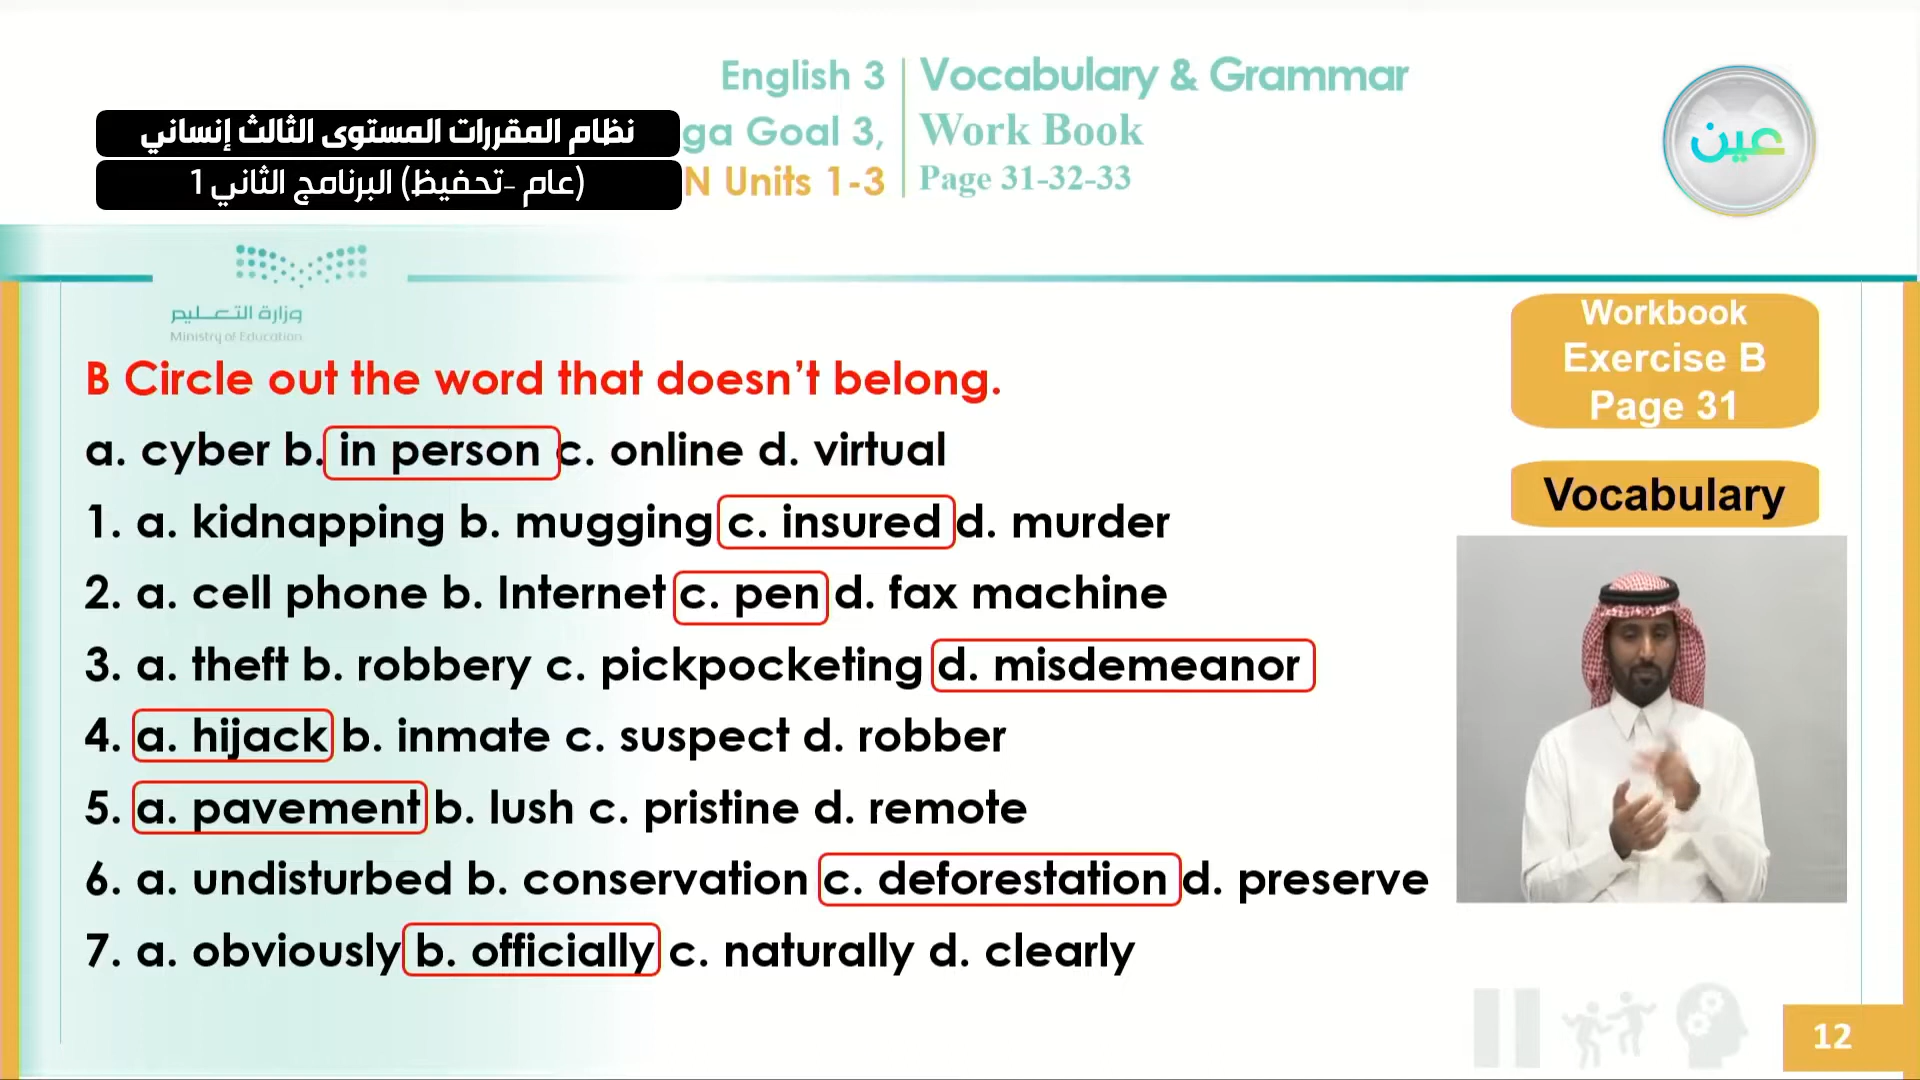 English 3
Vocabulary & Grammar
نظام المقررات المستوى الثالث إنساني
ga Goal 3,
Work Book
(عام -تحفيظ) البرنامج الثاني 1
N Units 1-3
Page 31-32-33
عين
وزارة التعليم
Ministry of Education
Workbook
Exercise B
Page 31
Vocabulary
B Circle out the word that doesn’t belong.
a. cyber b. in person c. online d. virtual
1. a. kidnapping b. mugging c. insured d. murder
2. a. cell phone b. Internet c. pen d. fax machine
3. a. theft b. robbery c. pickpocketing d. misdemeanor
4. a. hijack b. inmate c. suspect d. robber
5. a. pavement b. lush c. pristine d. remote
6. a. undisturbed b. conservation c. deforestation d. preserve
7. a. obviously b. officially c. naturally d. clearly
12